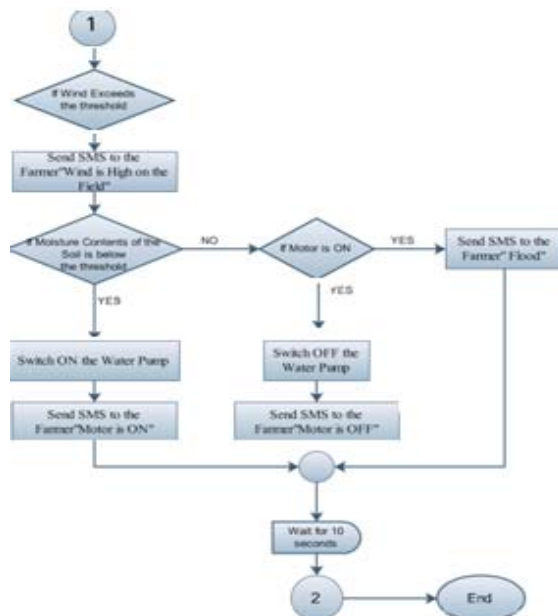 1
If Wind Exceeds
the threshold
Send SMS to the
Farmer"Wind is High on the
Field"
If Moisture Contents of the
Soil is below
the threshold
NO
If Motor is ON
YES
Send SMS to the
Farmer" Flood"
YES
YES
Switch ON the Water Pump
Switch OFF the
Water Pump
Send SMS to the
Farmer"Motor is ON"
Send SMS to the
Farmer"Motor is OFF"
Wait for 10
seconds
2
End